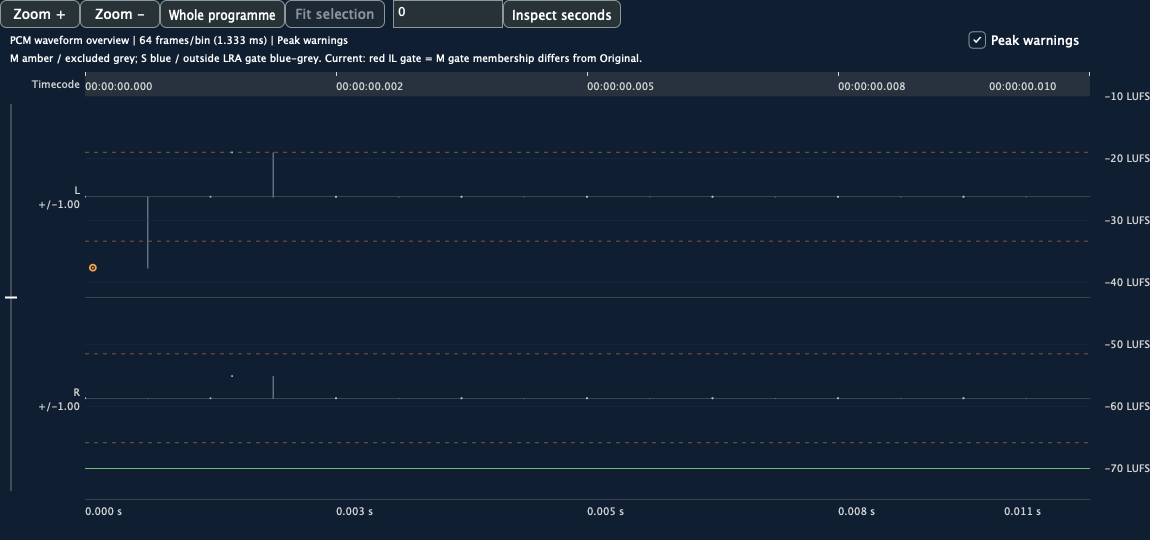 Zoom + Zoom – Whole programme Fit selection 0 Inspect seconds
PCM waveform overview | 64 frames/bin (1.333 ms) | Peak warnings
Peak warnings
M amber / excluded grey; S blue / outside LRA gate blue-grey. Current: red IL gate = M gate membership differs from Original.
Timecode 00:00:00.000 00:00:00.002 00:00:00.005 00:00:00.008 00:00:00.010
−10 LUFS
−20 LUFS
L
+/−1.00
−30 LUFS
−40 LUFS
−50 LUFS
R
+/−1.00
−60 LUFS
−70 LUFS
0.000 s 0.003 s 0.005 s 0.008 s 0.011 s